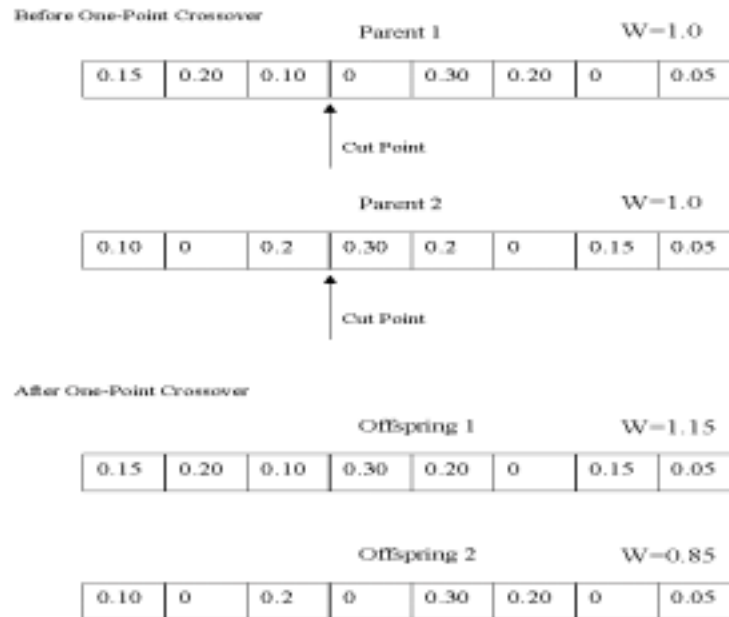 Before One-Point Crossover
Parent 1 W=1.0
0.15 0.20 0.10 0 0.30 0.20 0 0.05
Cut Point
Parent 2 W=1.0
0.10 0 0.2 0.30 0.2 0 0.15 0.05
Cut Point
After One-Point Crossover
Offspring 1 W=1.15
0.15 0.20 0.10 0.30 0.20 0 0.15 0.05
Offspring 2 W=0.85
0.10 0 0.2 0 0.30 0.20 0 0.05